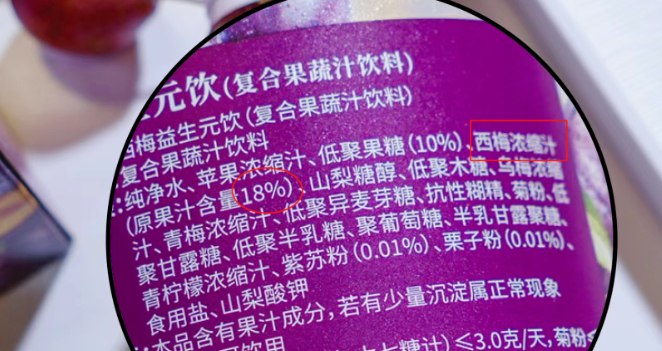 元饮(复合果蔬汁饮料)
西梅益生元饮(复合果蔬汁饮料)
复合果蔬汁饮料
:纯净水、苹果浓缩汁、低聚果糖(10%)、西梅浓缩汁
(原果汁含量18%)、山梨糖醇、低聚木糖、乌梅浓缩
汁、青梅浓缩汁、低聚异麦芽糖、抗性糊精、菊粉、低
聚甘露糖、低聚半乳糖、聚葡萄糖、半乳甘露聚糖、
青柠檬浓缩汁、紫苏粉(0.01%)、栗子粉(0.01%)、
食用盐、山梨酸钾
:本品含有果汁成分，若有少量沉淀属正常现象
饮用
糖计)≤3.0克/天，菊粉≤